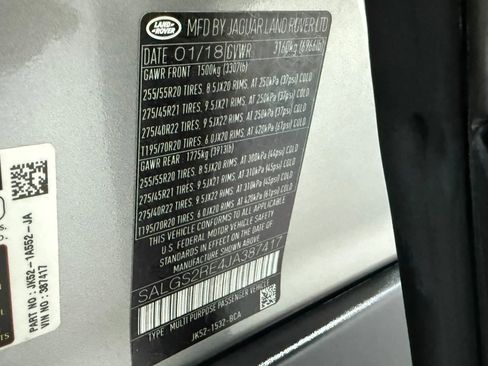 LAND
ROVER
MFD BY JAGUAR LAND ROVER LTD
DATE 01/18 GVWR 3160kg (6966lb)
GAWR FRONT 1500kg (3307lb)
255/55R20 TIRES, 8.5JX20 RIMS, AT 250kPa (37psi) COLD
275/45R21 TIRES, 9.5JX21 RIMS, AT 250kPa (37psi) COLD
275/40R22 TIRES, 9.5JX22 RIMS, AT 250kPa (37psi) COLD
T195/70R20 TIRES, 6.0JX20 RIMS, AT 420kPa (61psi) COLD
GAWR REAR 1775kg (3913lb)
255/55R20 TIRES, 8.5JX20 RIMS, AT 300kPa (44psi) COLD
275/45R21 TIRES, 9.5JX21 RIMS, AT 310kPa (45psi) COLD
275/40R22 TIRES, 9.5JX22 RIMS, AT 310kPa (45psi) COLD
T195/70R20 TIRES, 6.0JX20 RIMS, AT 420kPa (61psi) COLD
THIS VEHICLE CONFORMS TO ALL APPLICABLE
FEDERAL MOTOR VEHICLE SAFETY
STANDARDS IN EFFECT ON THE DATE OF
MANUFACTURE SHOWN ABOVE
SALGS2RE4JA387417
TYPE: MULTI PURPOSE PASSENGER VEHICLE
JK52-1532-BCA
PART NO: JK52-1A552-JA
VIN NO: 387417